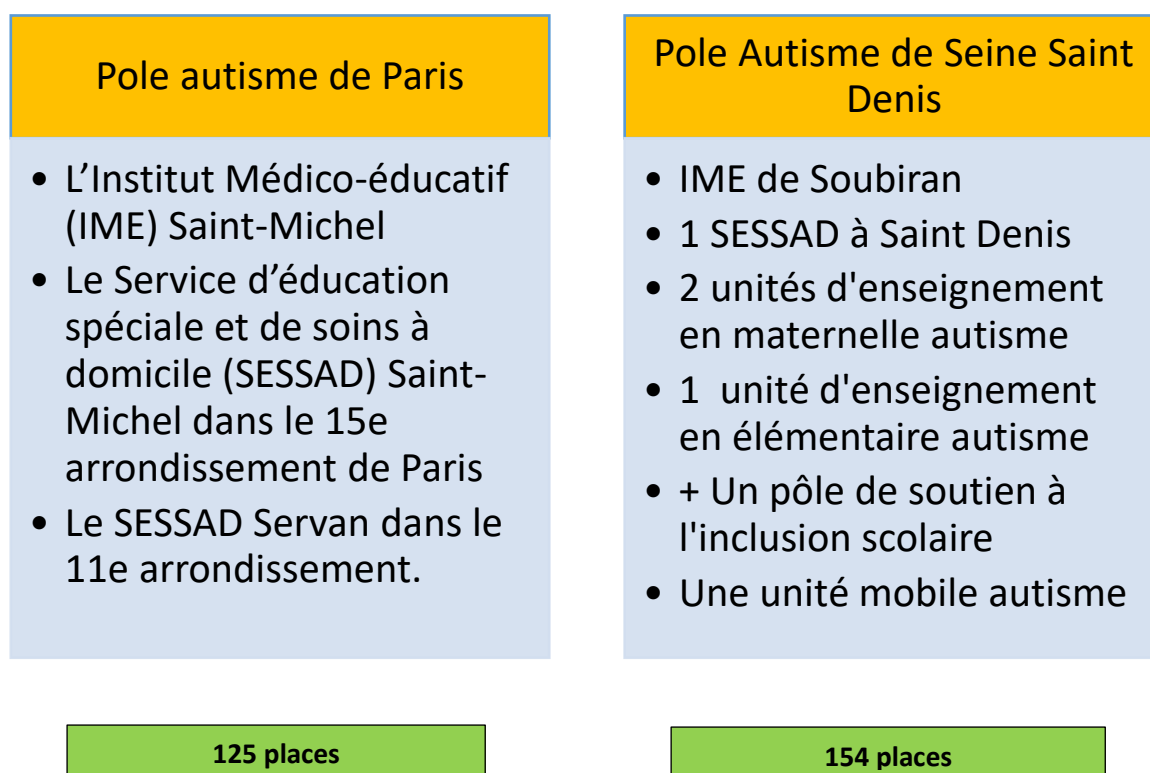 Pole autisme de Paris
• L’Institut Médico-éducatif
(IME) Saint-Michel
• Le Service d’éducation
spéciale et de soins à
domicile (SESSAD) Saint-
Michel dans le 15e
arrondissement de Paris
• Le SESSAD Servan dans le
11e arrondissement.
125 places
Pole Autisme de Seine Saint
Denis
• IME de Soubiran
• 1 SESSAD à Saint Denis
• 2 unités d'enseignement
en maternelle autisme
• 1  unité d'enseignement
en élémentaire autisme
• + Un pôle de soutien à
l'inclusion scolaire
• Une unité mobile autisme
154 places